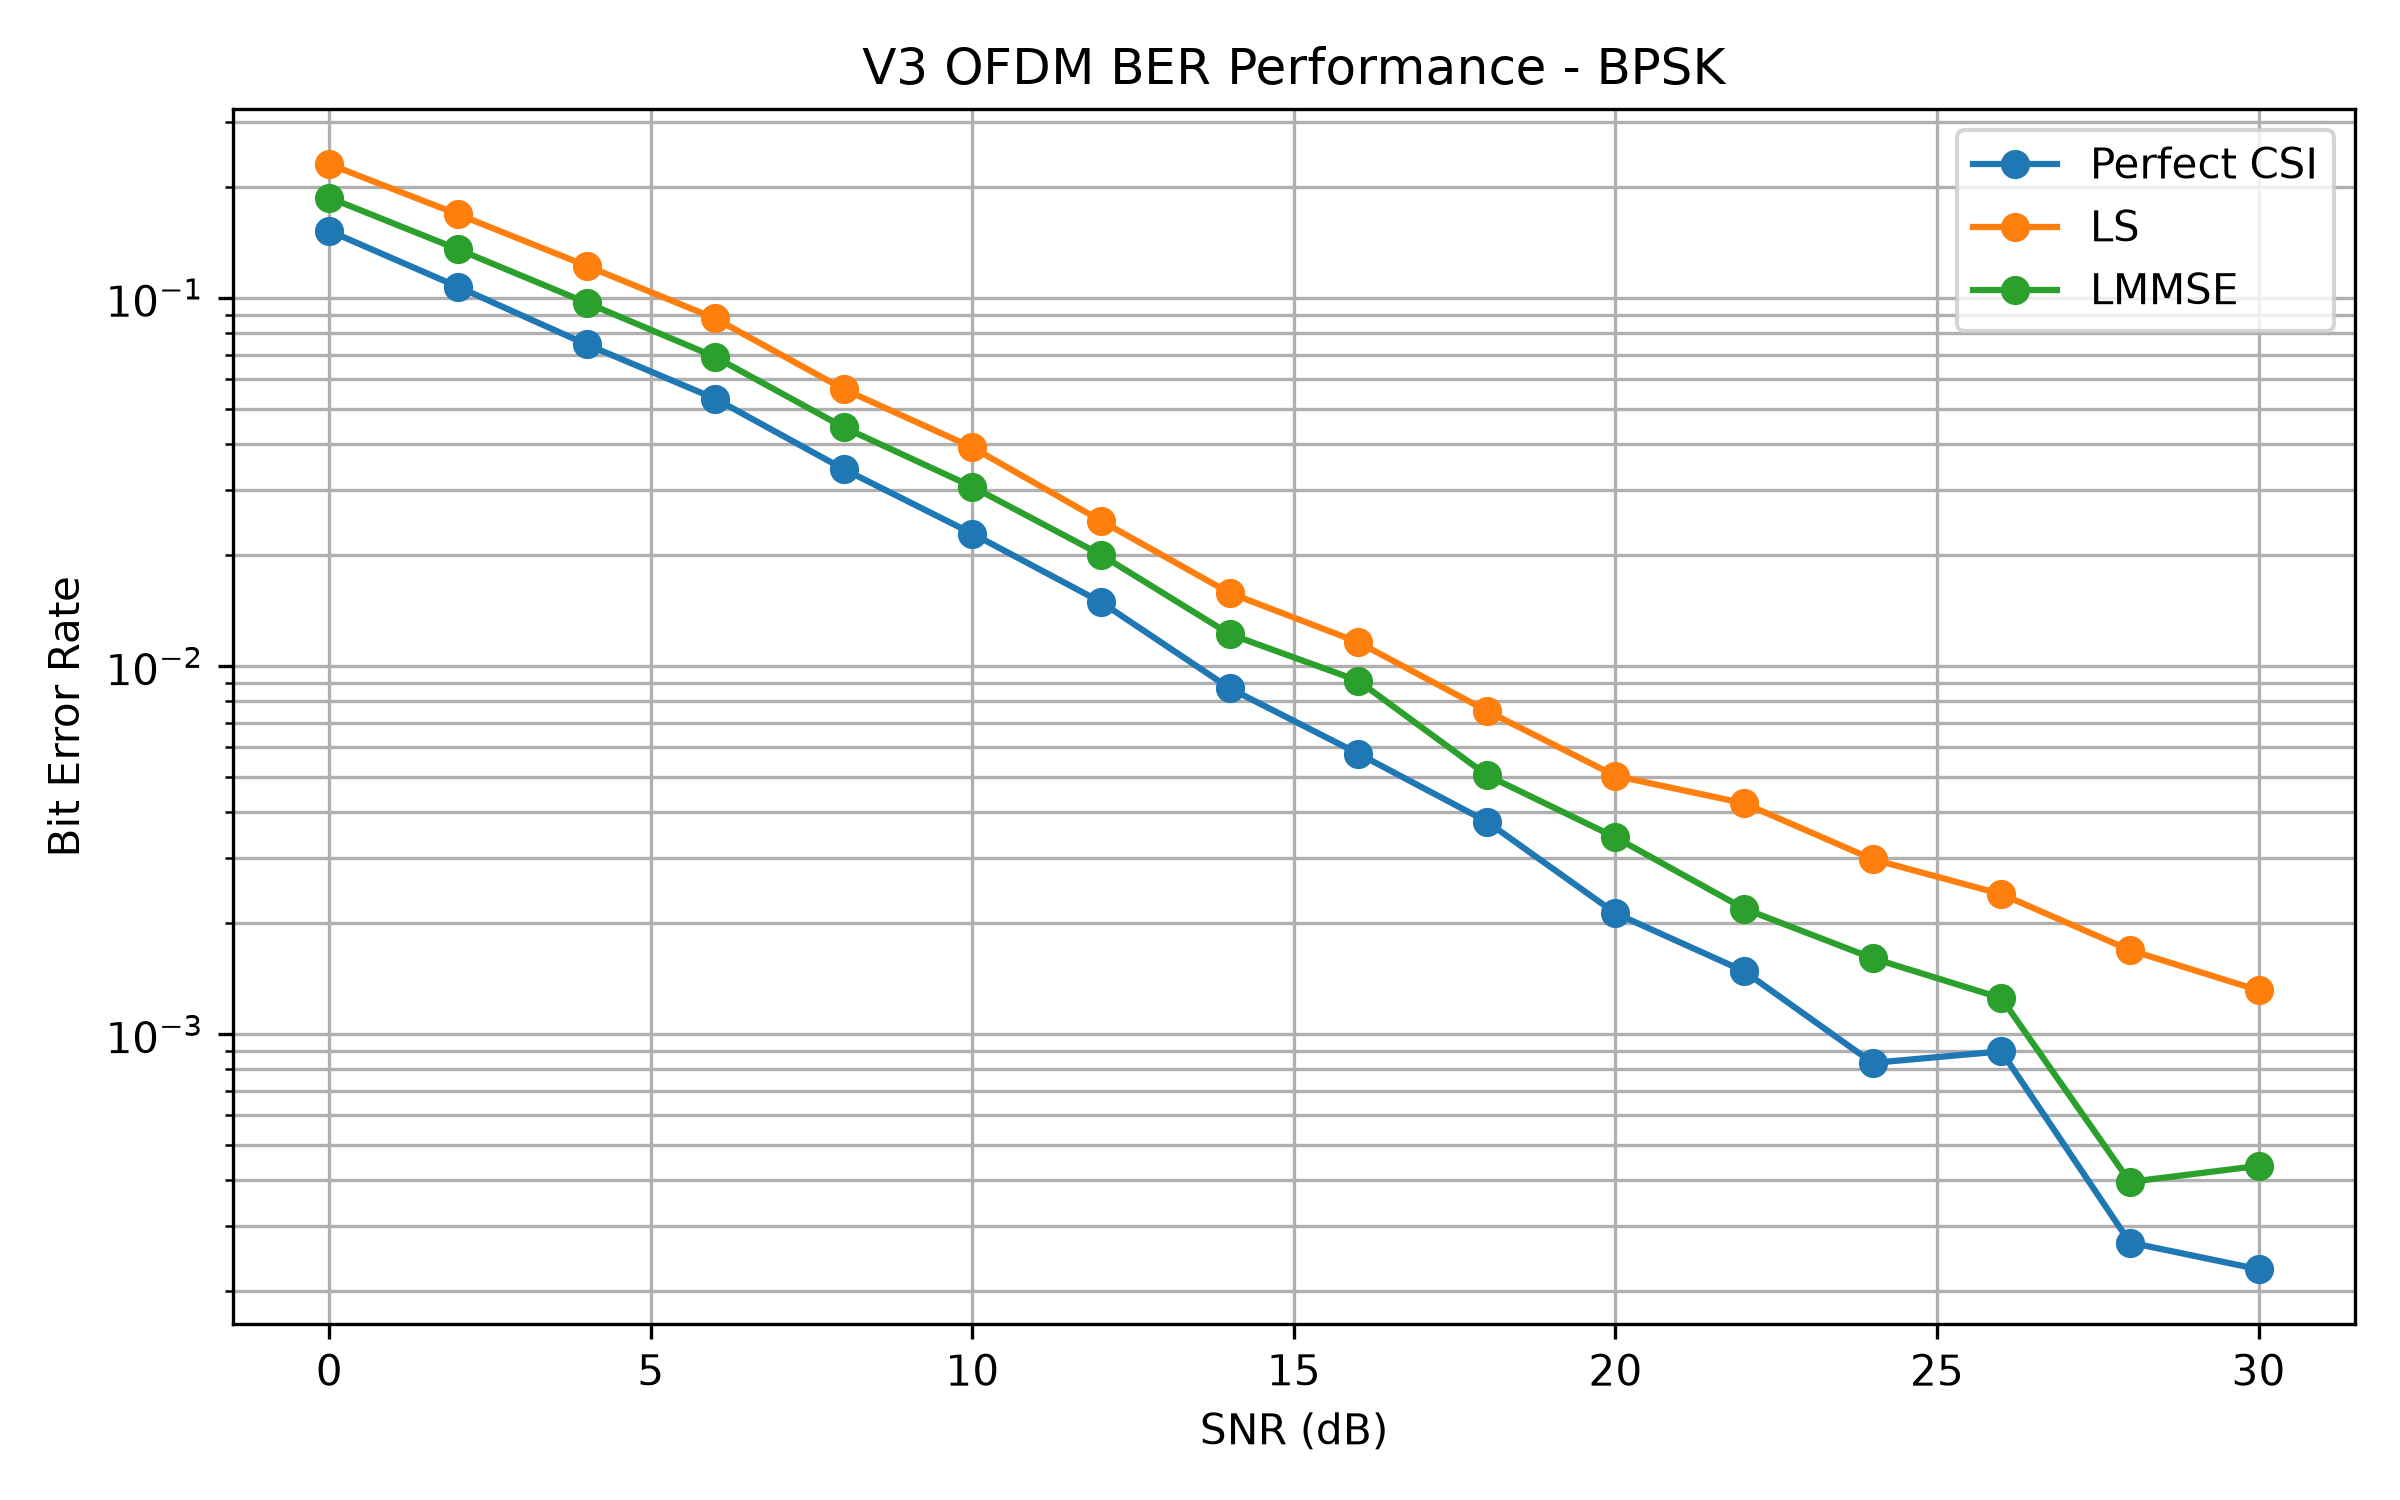 V3 OFDM BER Performance - BPSK
Perfect CSI
LS
LMMSE
Bit Error Rate
10⁻¹
10⁻²
10⁻³
0 5 10 15 20 25 30
SNR (dB)